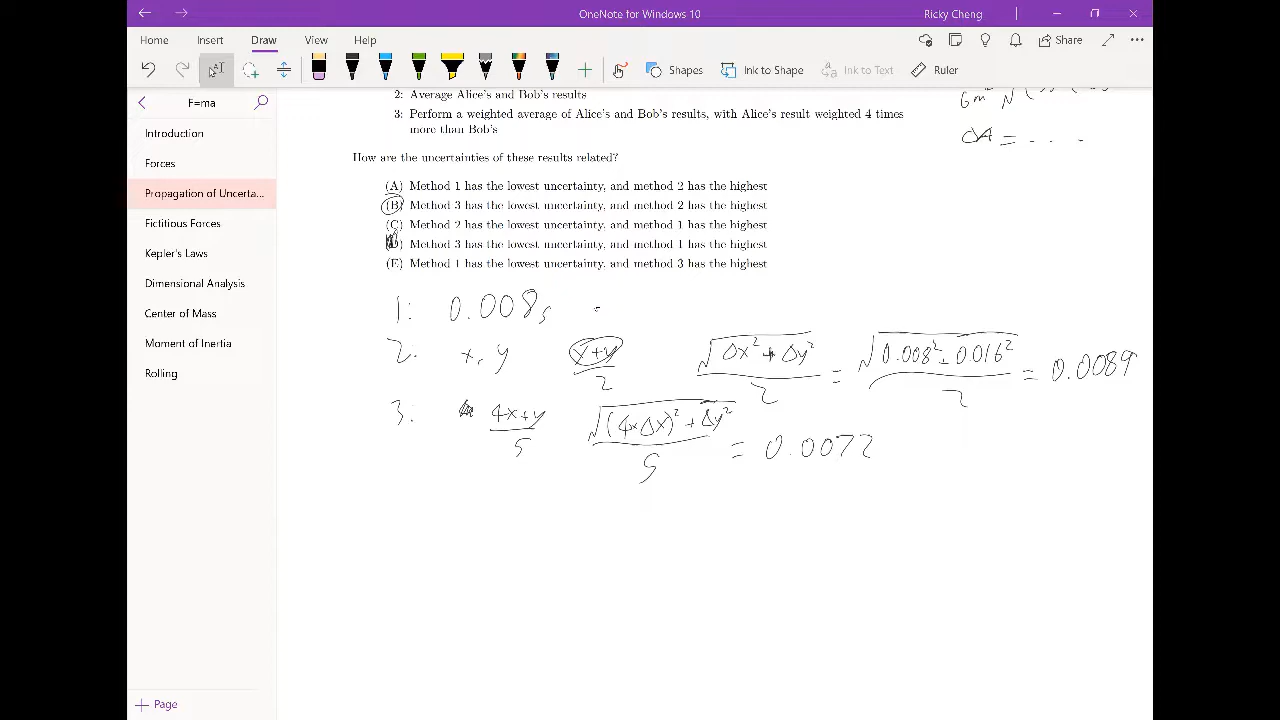 OneNote for Windows 10
Ricky Cheng
Home Insert Draw View Help
Share
Shapes
Ink to Shape
Ink to Text
Ruler
F=ma
Introduction
Forces
Propagation of Uncerta...
Fictitious Forces
Kepler's Laws
Dimensional Analysis
Center of Mass
Moment of Inertia
Rolling
Page
2: Average Alice's and Bob's results
3: Perform a weighted average of Alice's and Bob's results, with Alice's result weighted 4 times
more than Bob's
ΔA = . . .
How are the uncertainties of these results related?
(A) Method 1 has the lowest uncertainty, and method 2 has the highest
(B) Method 3 has the lowest uncertainty, and method 2 has the highest
(C) Method 2 has the lowest uncertainty, and method 1 has the highest
(D) Method 3 has the lowest uncertainty, and method 1 has the highest
(E) Method 1 has the lowest uncertainty, and method 3 has the highest
1: 0.008s
2: x, y (x+y)/2 √(Δx²+Δy²)/2 = √(0.008²+0.016²)/2 = 0.0089
3: (4x+y)/5 √((4×Δx)²+Δy²)/5 = 0.0072